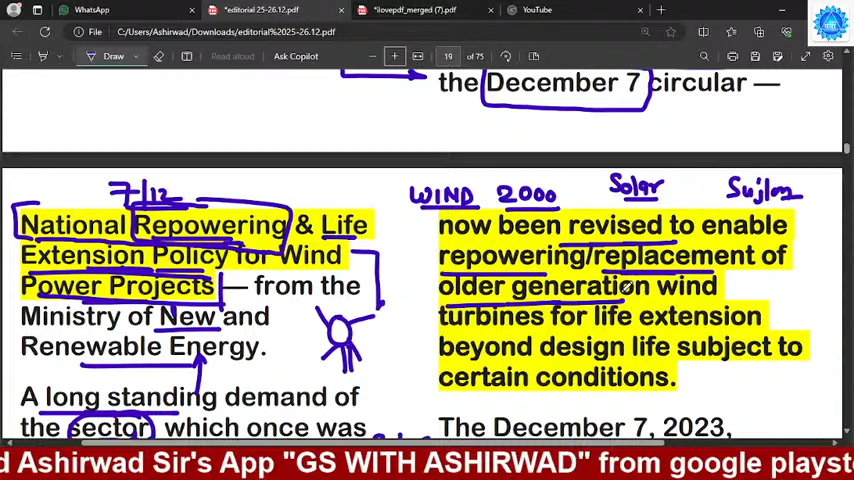 WhatsApp
*editorial 25-26.12.pdf
*ilovepdf_merged (7).pdf
YouTube
File
C:/Users/Ashirwad/Downloads/editorial%2025-26.12.pdf
Draw
Read aloud
Ask Copilot
19 of 75
the December 7 circular —
7/12
National Repowering & Life
Extension Policy for Wind
Power Projects — from the
Ministry of New and
Renewable Energy.
A long standing demand of
the sector, which once was
WIND 2000 Solar Sujlon
now been revised to enable
repowering/replacement of
older generation wind
turbines for life extension
beyond design life subject to
certain conditions.
The December 7, 2023,
d Ashirwad Sir's App "GS WITH ASHIRWAD" from google playsto